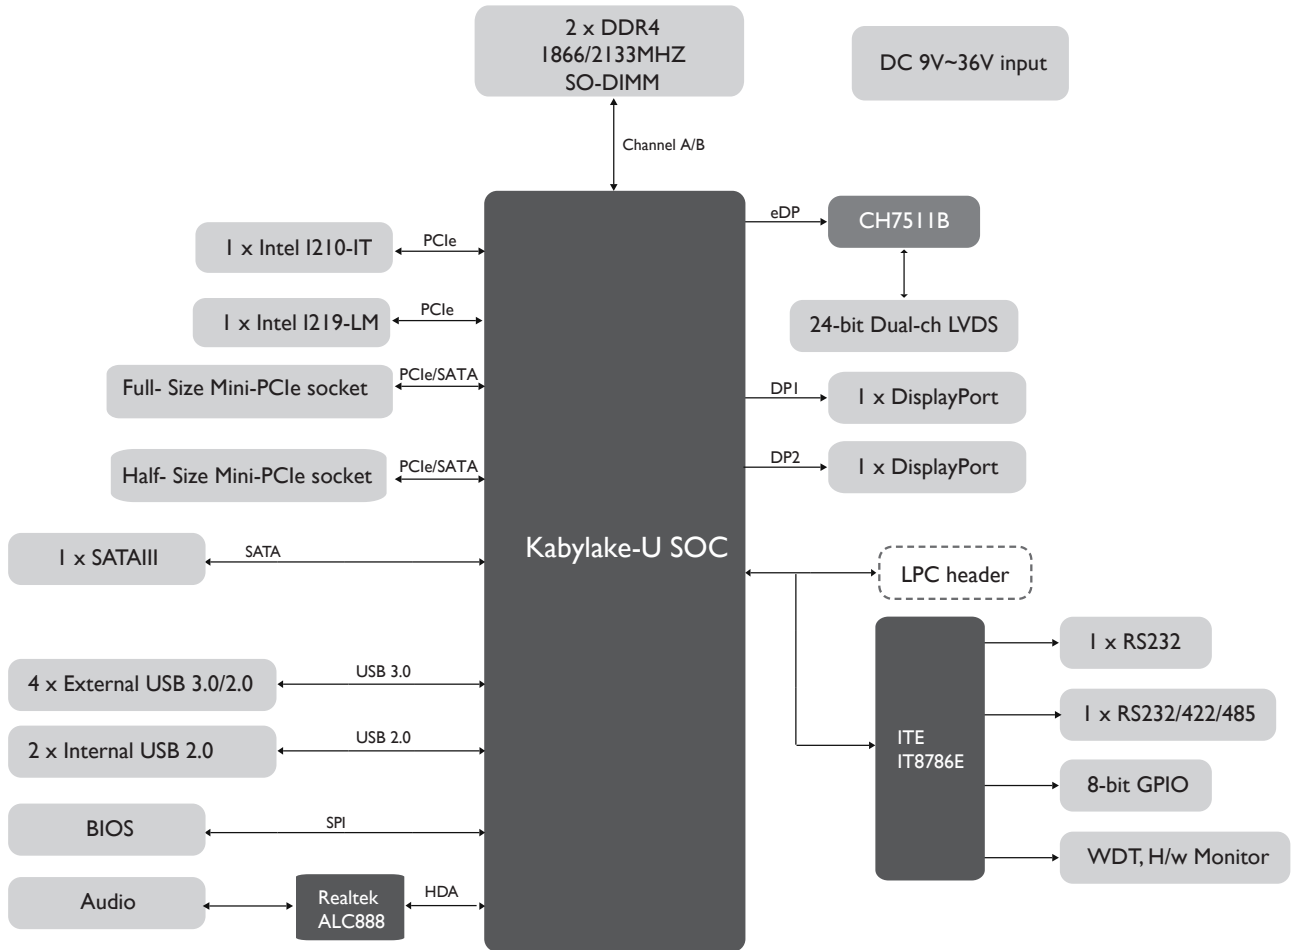 2 x DDR4
1866/2133MHZ
SO-DIMM
DC 9V~36V input
Channel A/B
1 x Intel I210-IT
PCIe
eDP
CH7511B
1 x Intel I219-LM
PCIe
24-bit Dual-ch LVDS
Full- Size Mini-PCIe socket
PCIe/SATA
DP1
1 x DisplayPort
Half- Size Mini-PCIe socket
PCIe/SATA
DP2
1 x DisplayPort
Kabylake-U SOC
1 x SATAIII
SATA
LPC header
4 x External USB 3.0/2.0
USB 3.0
2 x Internal USB 2.0
USB 2.0
ITE
IT8786E
1 x RS232
1 x RS232/422/485
8-bit GPIO
WDT, H/w Monitor
BIOS
SPI
Audio
Realtek
ALC888
HDA